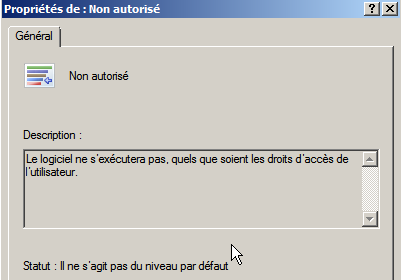 Propriétés de : Non autorisé
Général
Non autorisé
Description :
Le logiciel ne s'exécutera pas, quels que soient les droits d'accès de
l'utilisateur.
Statut : Il ne s'agit pas du niveau par défaut